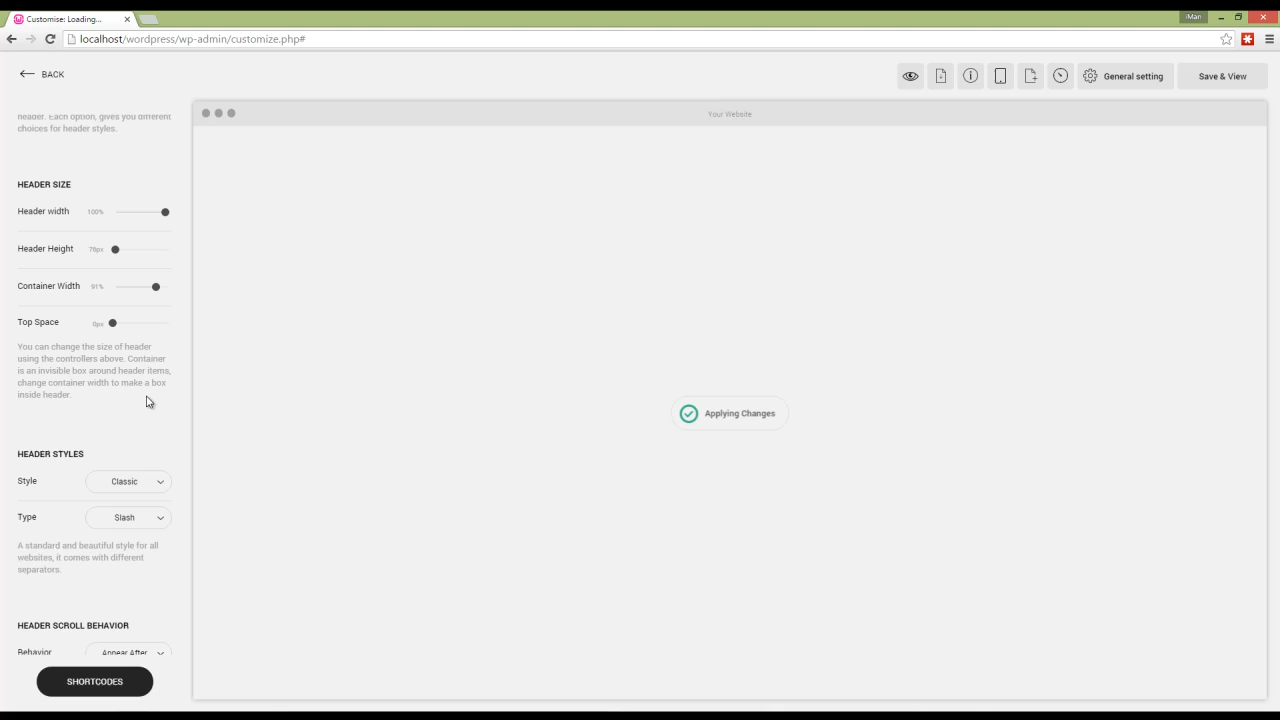 Customise: Loading...
iMan
localhost/wordpress/wp-admin/customize.php#
BACK
General setting
Save & View
header. Each option, gives you different
choices for header styles.
Your Website
HEADER SIZE
Header width 100%
Header Height 76px
Container Width 91%
Top Space 0px
You can change the size of header
using the controllers above. Container
is an invisible box around header items,
change container width to make a box
inside header.
Applying Changes
HEADER STYLES
Style Classic
Type Slash
A standard and beautiful style for all
websites, it comes with different
separators.
HEADER SCROLL BEHAVIOR
Behavior Appear After
SHORTCODES